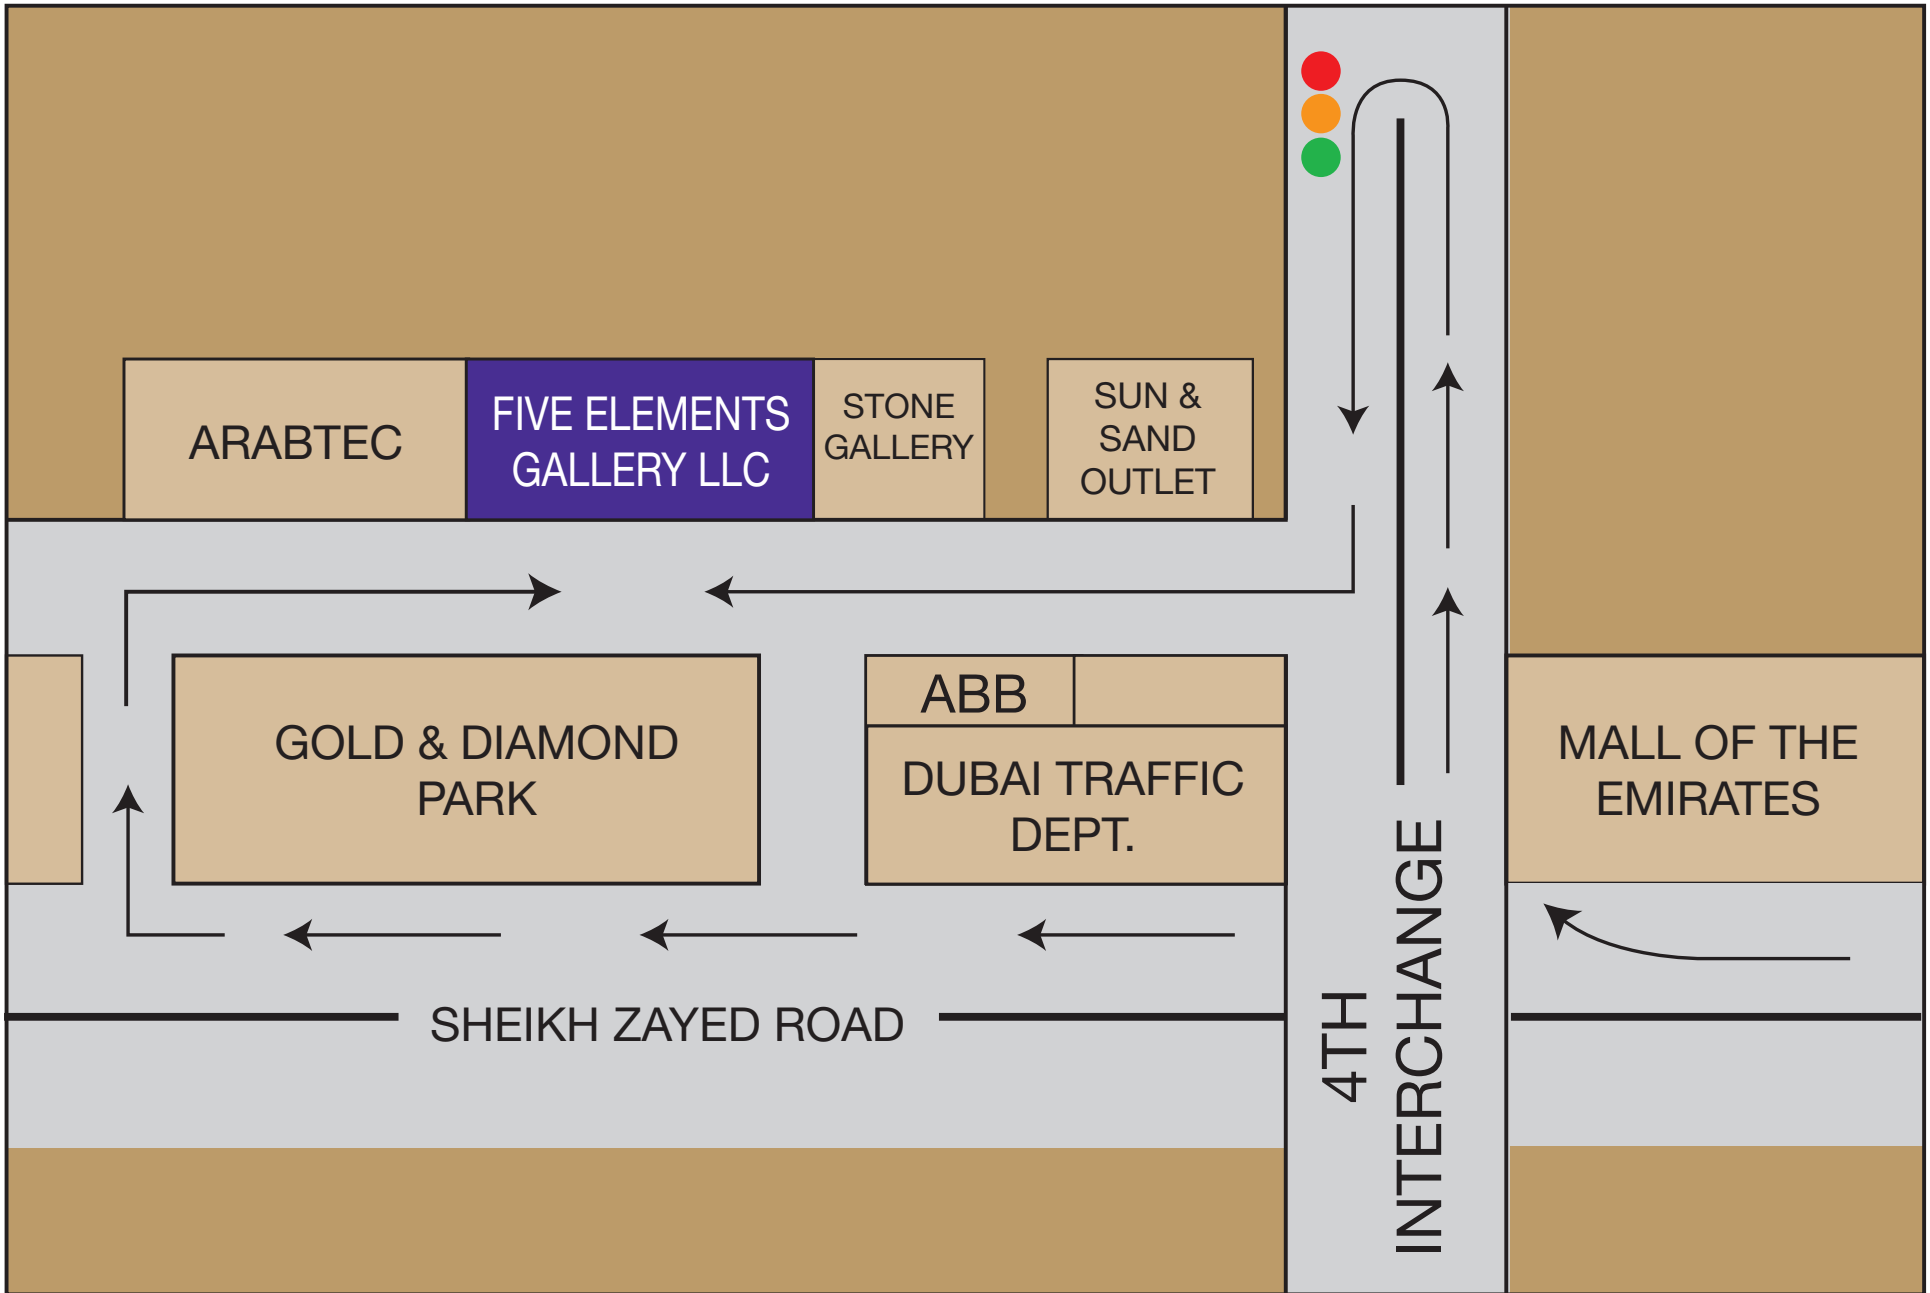 ARABTEC
FIVE ELEMENTS
GALLERY LLC
STONE
GALLERY
SUN &
SAND
OUTLET
GOLD & DIAMOND
PARK
ABB
DUBAI TRAFFIC
DEPT.
MALL OF THE
EMIRATES
SHEIKH ZAYED ROAD
4TH
INTERCHANGE